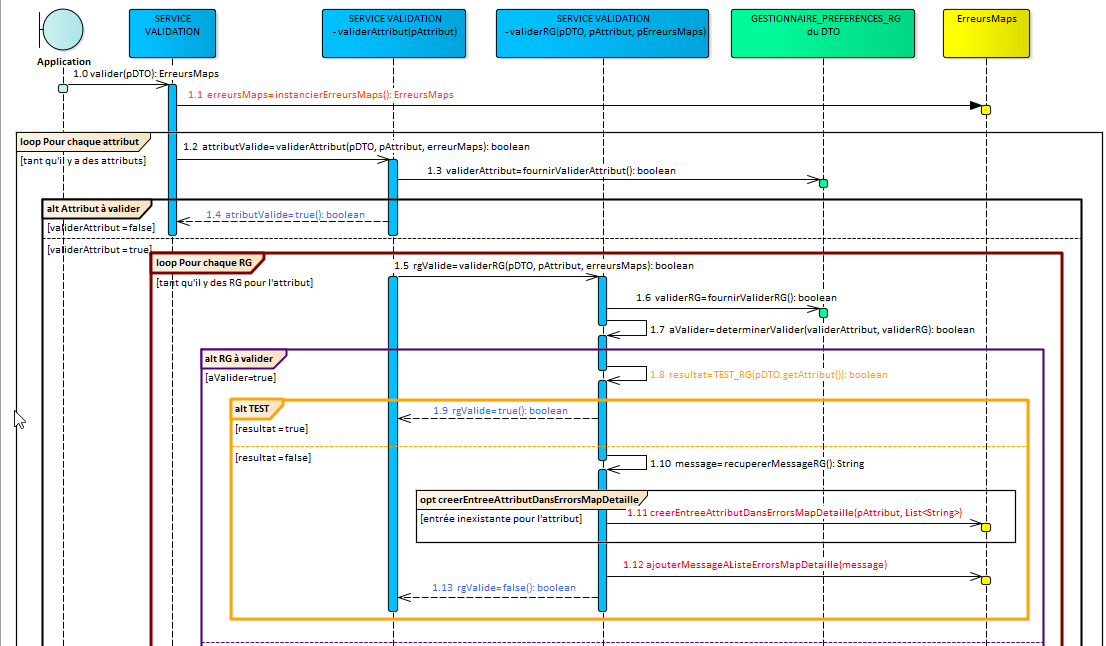 SERVICE
VALIDATION
SERVICE VALIDATION
- validerAttribut(pAttribut)
SERVICE VALIDATION
- validerRG(pDTO, pAttribut, pErreursMaps)
GESTIONNAIRE_PREFERENCES_RG
du DTO
ErreursMaps
Application
1.0 valider(pDTO): ErreursMaps
1.1 erreursMaps= instancierErreursMaps(): ErreursMaps
loop Pour chaque attribut
[tant qu'il y a des attributs]
1.2 attributValide= validerAttribut(pDTO, pAttribut, erreurMaps): boolean
1.3 validerAttribut= fournirValiderAttribut(): boolean
alt Attribut à valider
1.4 atributValide= true(): boolean
[validerAttribut = false]
[validerAttribut = true]
loop Pour chaque RG
1.5 rgValide= validerRG(pDTO, pAttribut, erreursMaps): boolean
[tant qu'il y des RG pour l'attribut]
1.6 validerRG= fournirValiderRG(): boolean
1.7 aValider= determinerValider(validerAttribut, validerRG): boolean
alt RG à valider
[aValider=true]
1.8 resultat= TEST_RG(pDTO.getAttribut()): boolean
alt TEST
1.9 rgValide= true(): boolean
[resultat = true]
[resultat = false]
1.10 message= recupererMessageRG(): String
opt creerEntreeAttributDansErrorsMapDetaille
1.11 creerEntreeAttributDansErrorsMapDetaille(pAttribut, List<String>)
[entrée inexistante pour l'attribut]
1.12 ajouterMessageAListeErrorsMapDetaille(message)
1.13 rgValide= false(): boolean